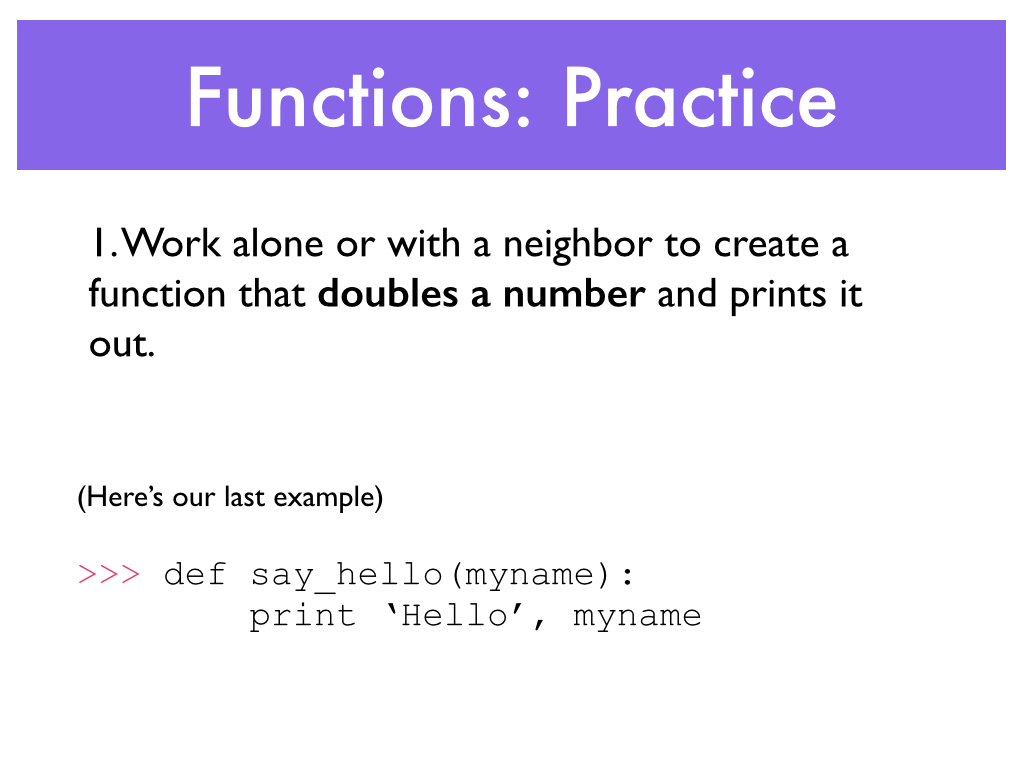 Functions: Practice
1. Work alone or with a neighbor to create a
function that doubles a number and prints it
out.
(Here’s our last example)
>>> def say_hello(myname):
print ‘Hello’, myname